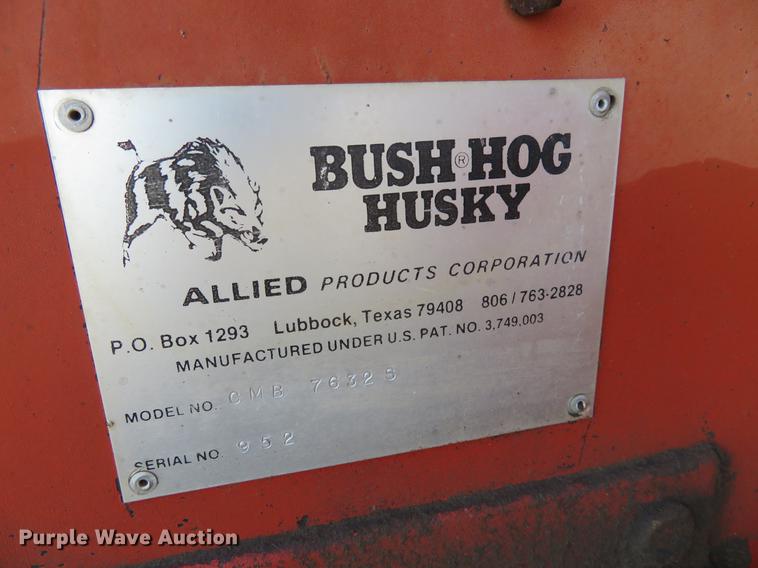 BUSH® HOG
HUSKY
ALLIED PRODUCTS CORPORATION
P.O. Box 1293 Lubbock, Texas 79408 806/763-2828
MANUFACTURED UNDER U.S. PAT. NO. 3,749,003
MODEL NO. CMB 7632S
SERIAL NO. 952
Purple Wave Auction